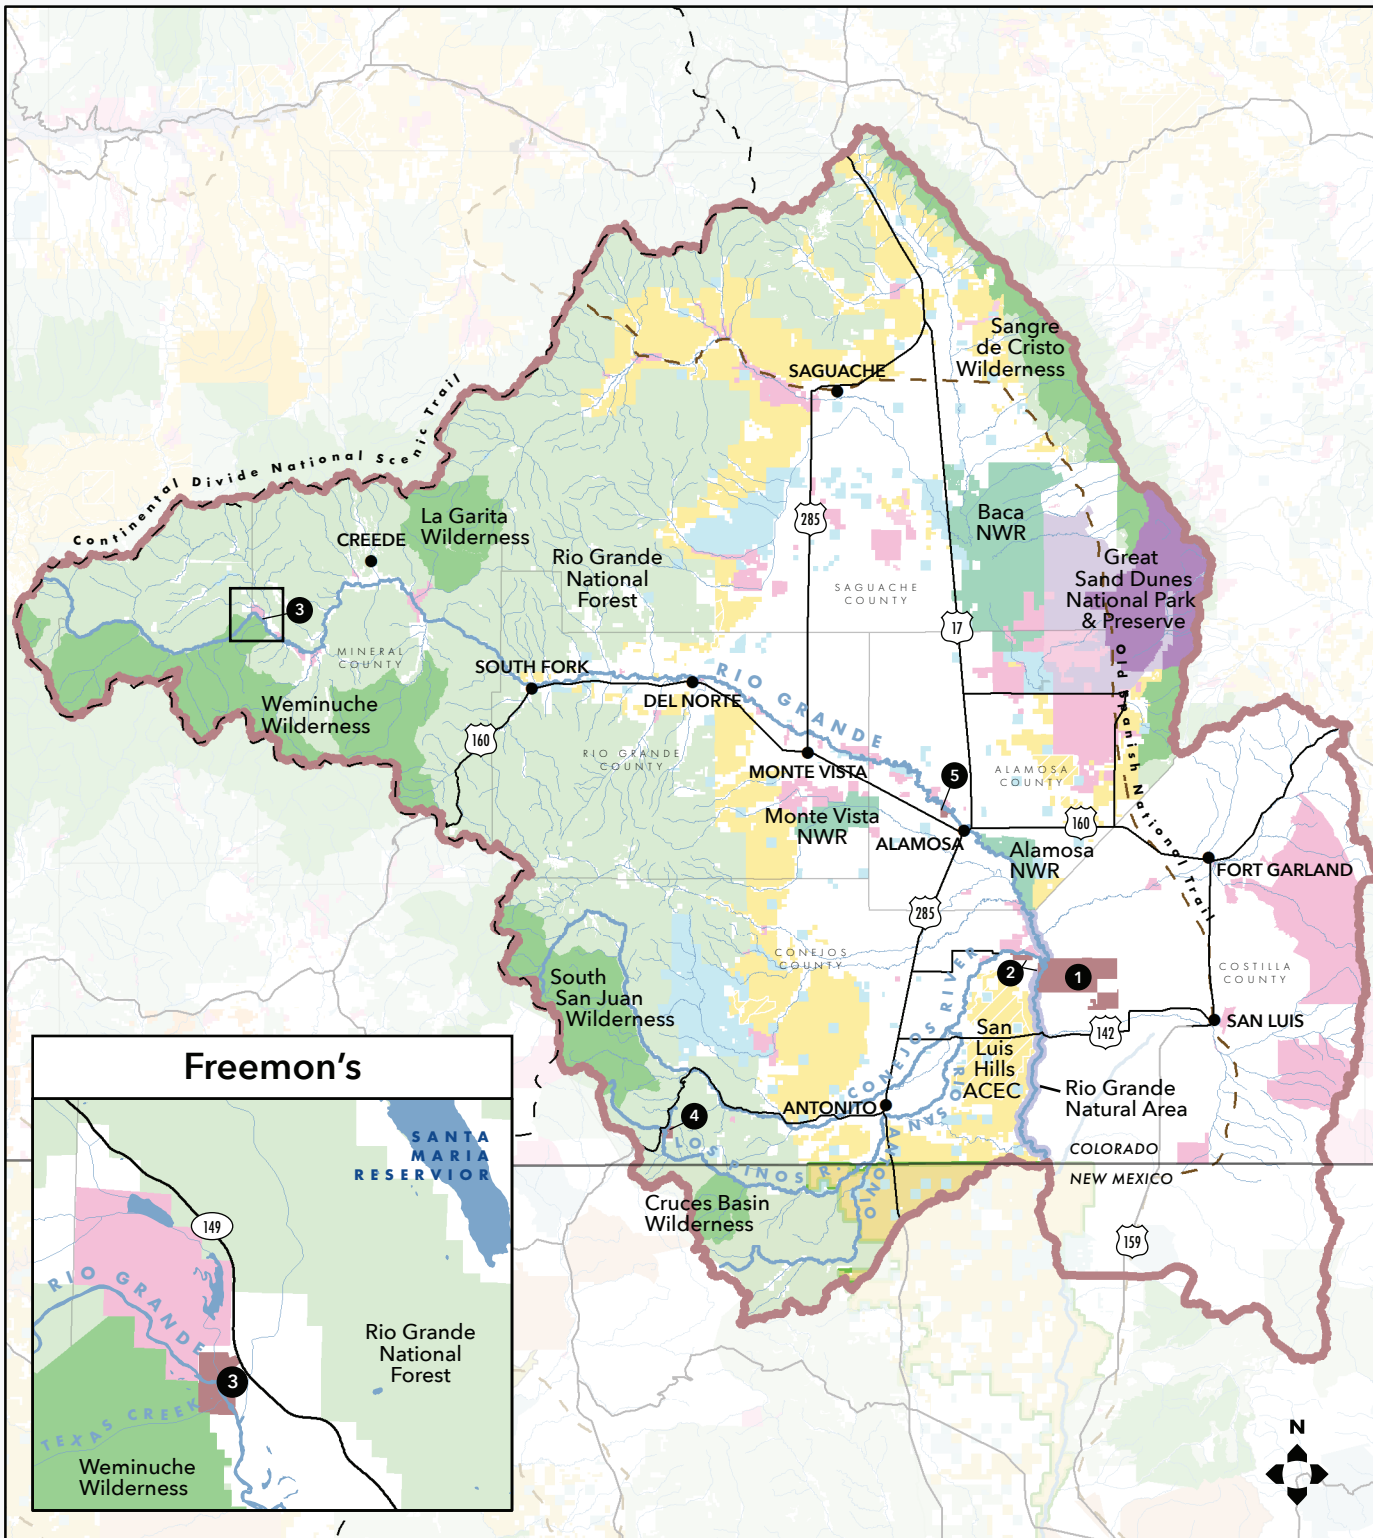 Continental Divide National Scenic Trail
Sangre
de Cristo
Wilderness
SAGUACHE
La Garita
Wilderness
CREEDE
285
Baca
NWR
Rio Grande
National
Forest
SAGUACHE
COUNTY
Great
Sand Dunes
National Park
& Preserve
3
17
MINERAL
COUNTY
SOUTH FORK
RIO GRANDE
DEL NORTE
Old Spanish National Trail
Weminuche
Wilderness
160
RIO GRANDE
COUNTY
MONTE VISTA
5
ALAMOSA
COUNTY
Monte Vista
NWR
ALAMOSA
160
Alamosa
NWR
FORT GARLAND
285
CONEJOS
COUNTY
CONEJOS RIVER
2
1
COSTILLA
COUNTY
South
San Juan
Wilderness
SAN LUIS
142
San
Luis
Hills
ACEC
RIO SAN ANTONIO
Rio Grande
Natural Area
ANTONITO
4
LOS PINOS R.
COLORADO
NEW MEXICO
Cruces Basin
Wilderness
159
N
Freemon's
SANTA
MARIA
RESERVIOR
149
RIO GRANDE
Rio Grande
National
Forest
3
TEXAS CREEK
Weminuche
Wilderness